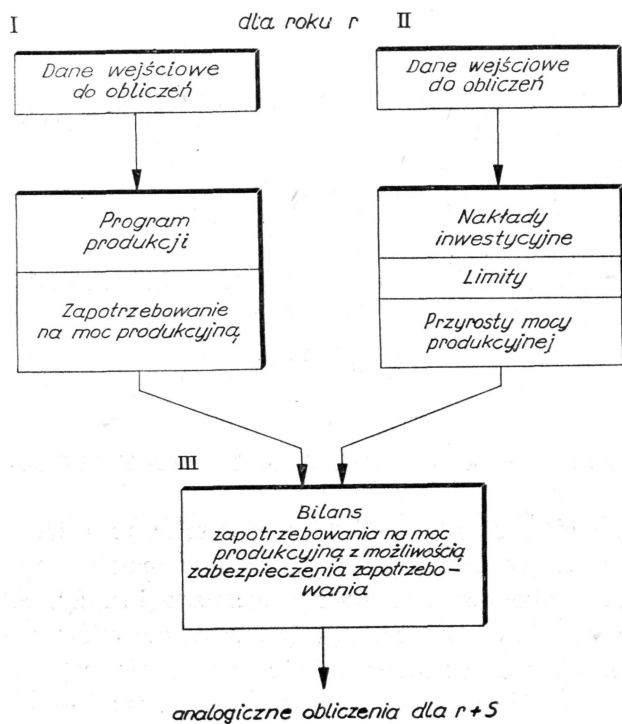 I
dla roku r
II
Dane wejściowe
do obliczeń
Dane wejściowe
do obliczeń
Program
produkcji
Zapotrzebowanie
na moc produkcyjną
Nakłady
inwestycyjne
Limity
Przyrosty mocy
produkcyjnej
III
Bilans
zapotrzebowania na moc
produkcyjną z możliwością
zabezpieczenia zapotrzebo-
wania
analogiczne obliczenia dla r+S